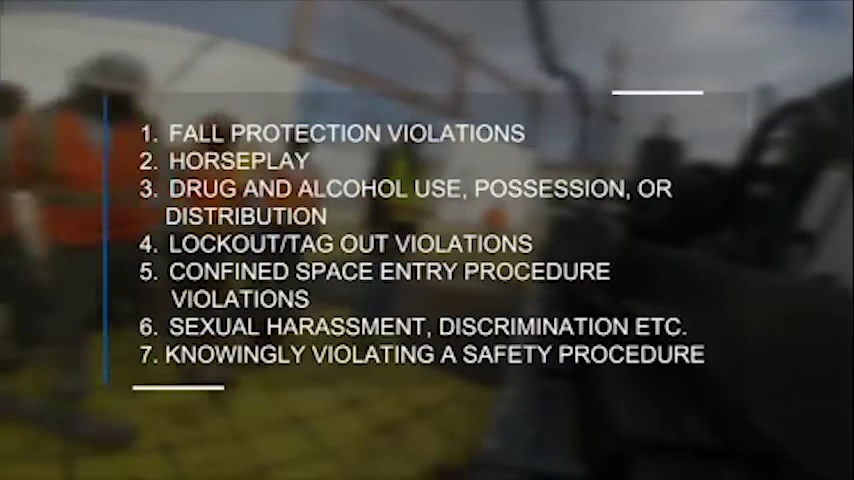 1. FALL PROTECTION VIOLATIONS
2. HORSEPLAY
3. DRUG AND ALCOHOL USE, POSSESSION, OR
DISTRIBUTION
4. LOCKOUT/TAG OUT VIOLATIONS
5. CONFINED SPACE ENTRY PROCEDURE
VIOLATIONS
6. SEXUAL HARASSMENT, DISCRIMINATION ETC.
7. KNOWINGLY VIOLATING A SAFETY PROCEDURE